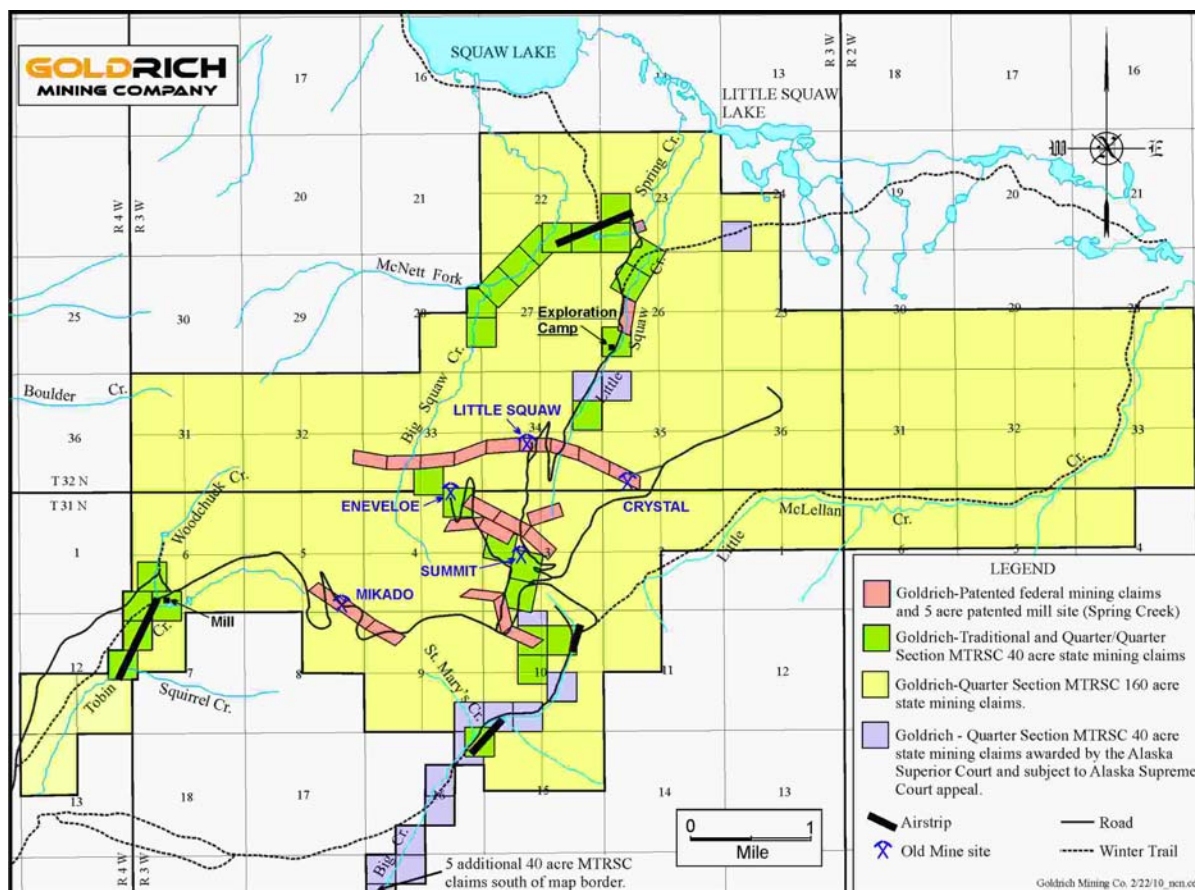 GOLDRICH
MINING COMPANY
SQUAW LAKE
LITTLE SQUAW
LAKE
R 3 W
R 2 W
17
16
13
18
17
16
W
N
E
R 4 W
R 3 W
20
21
22
Spring Cr.
23
24
19
20
21
McNett Fork
25
30
28
27
Exploration
Camp
26
25
30
29
28
Squaw Cr.
Little
Big Squaw Cr.
Boulder Cr.
36
31
32
33
LITTLE SQUAW
34
35
36
31
32
33
T 32 N
T 31 N
ENEVELOE
CRYSTAL
Woodchuck Cr.
Little McLellan Cr.
1
6
5
4
3
1
6
4
SUMMIT
MIKADO
Mill
Tobin Cr.
12
7
8
9
10
12
Squirrel Cr.
St. Mary's Cr.
13
18
17
16
15
14
13
Big Cr.
0 1
Mile
5 additional 40 acre MTRSC
claims south of map border.
R 4 W
R 3 W
LEGEND
Goldrich-Patented federal mining claims
and 5 acre patented mill site (Spring Creek)
Goldrich-Traditional and Quarter/Quarter
Section MTRSC 40 acre state mining claims
Goldrich-Quarter Section MTRSC 160 acre
state mining claims.
Goldrich - Quarter Section MTRSC 40 acre
state mining claims awarded by the Alaska
Superior Court and subject to Alaska Supreme
Court appeal.
Airstrip
Road
Old Mine site
Winter Trail
Goldrich Mining Co. 2/22/10_ncn.